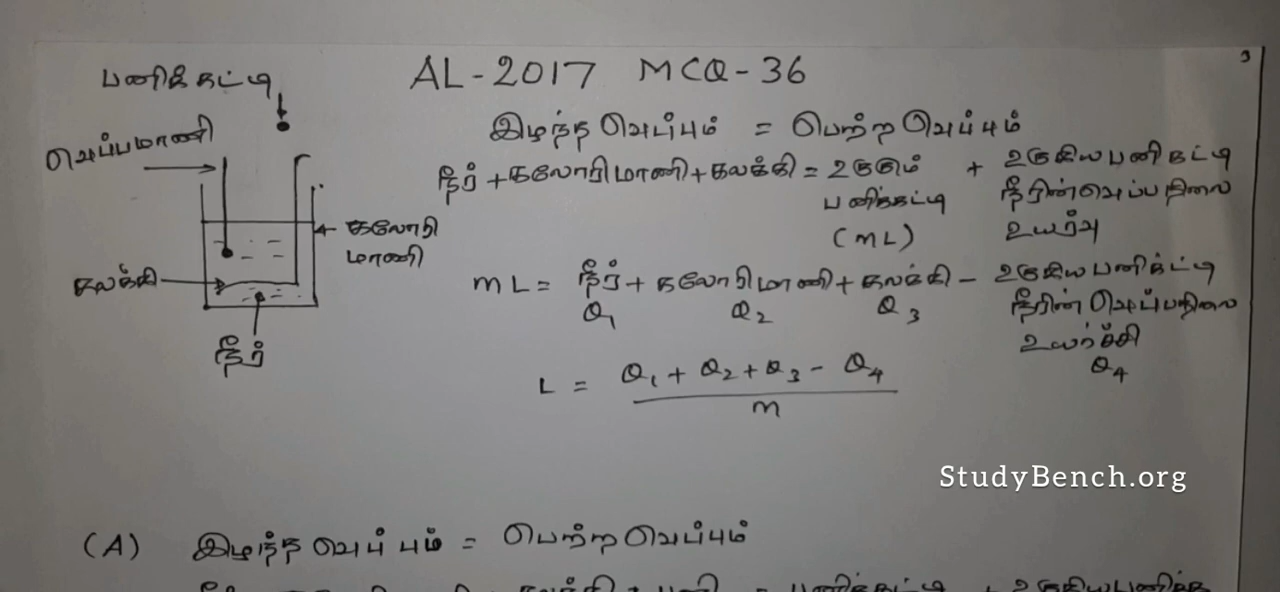 3
AL-2017 MCQ-36
பனிக்கட்டி
வெப்பமானி
கலோரி
மானி
கலக்கி
நீர்
இழந்த வெப்பம் = பெற்ற வெப்பம்
நீர் + கலோரிமானி + கலக்கி = உருகும் + உருகிய பனிகட்டி
பனிக்கட்டி நீரின் வெப்பநிலை
(mL) உயர்வு
mL = நீர் + கலோரிமானி + கலக்கி - உருகிய பனிக்ட்டி
Q1 Q2 Q3 நீரின் வெப்பநிலை
உயர்ச்சி
Q4
L = Q1 + Q2 + Q3 - Q4
m
StudyBench.org
(A) இழந்த வெப்பம் = பெற்ற வெப்பம்